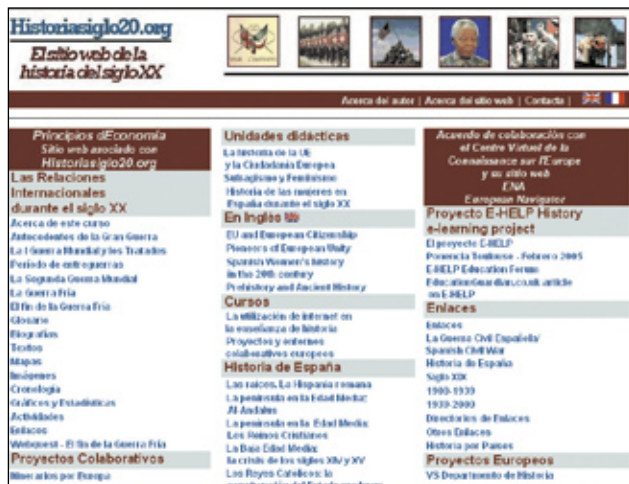 Historiasiglo20.org
El sitio web de la
historia del siglo XX
Acerca del autor | Acerca del sitio web | Contacta |
Principios dEconomía
Sitio web asociado con
Historiasiglo20.org
Las Relaciones
Internacionales
durante el siglo XX
Acerca de este curso
Antecedentes de la Gran Guerra
La I Guerra Mundial y los Tratados
Período de entreguerras
La Segunda Guerra Mundial
La Guerra Fría
El fin de la Guerra Fría
Glosario
Biografías
Textos
Mapas
Imágenes
Cronología
Gráficos y Estadísticas
Actividades
Enlaces
Webquest - El fin de la Guerra Fría
Proyectos Colaborativos
Itinerarios por Europa
Unidades didácticas
La historia de la UE
y la Ciudadanía Europea
Sufragismo y Feminismo
Historia de las mujeres en
España durante el siglo XX
En Inglés
EU and European Citizenship
Pioneers of European Unity
Spanish Women's history
in the 20th century
Prehistory and Ancient History
Cursos
La utilización de internet en
la enseñanza de historia
Proyectos y entornos
colaborativos europeos
Historia de España
Las raíces. La Hispania romana
La península en la Edad Media:
Al-Andalus
La península en la Edad Media:
Los Reinos Cristianos
La Baja Edad Media:
la crisis de los siglos XIV y XV
Los Reyes Católicos: la
Acuerdo de colaboración con
el Centre Virtuel de la
Connaissance sur l'Europe
y su sitio web
ENA
European Navigator
Proyecto E-HELP History
e-learning project
El proyecto E-HELP
Ponencia Toulouse - Febrero 2005
E-HELP Education Forum
EducationGuardian.co.uk article
on E-HELP
Enlaces
Enlaces
La Guerra Civil Española/
Spanish Civil War
Historia de España
Siglo XIX
1900-1939
1939-2000
Directorios de Enlaces
Otros Enlaces
Historia por Países
Proyectos Europeos
VS Departamento de Historia